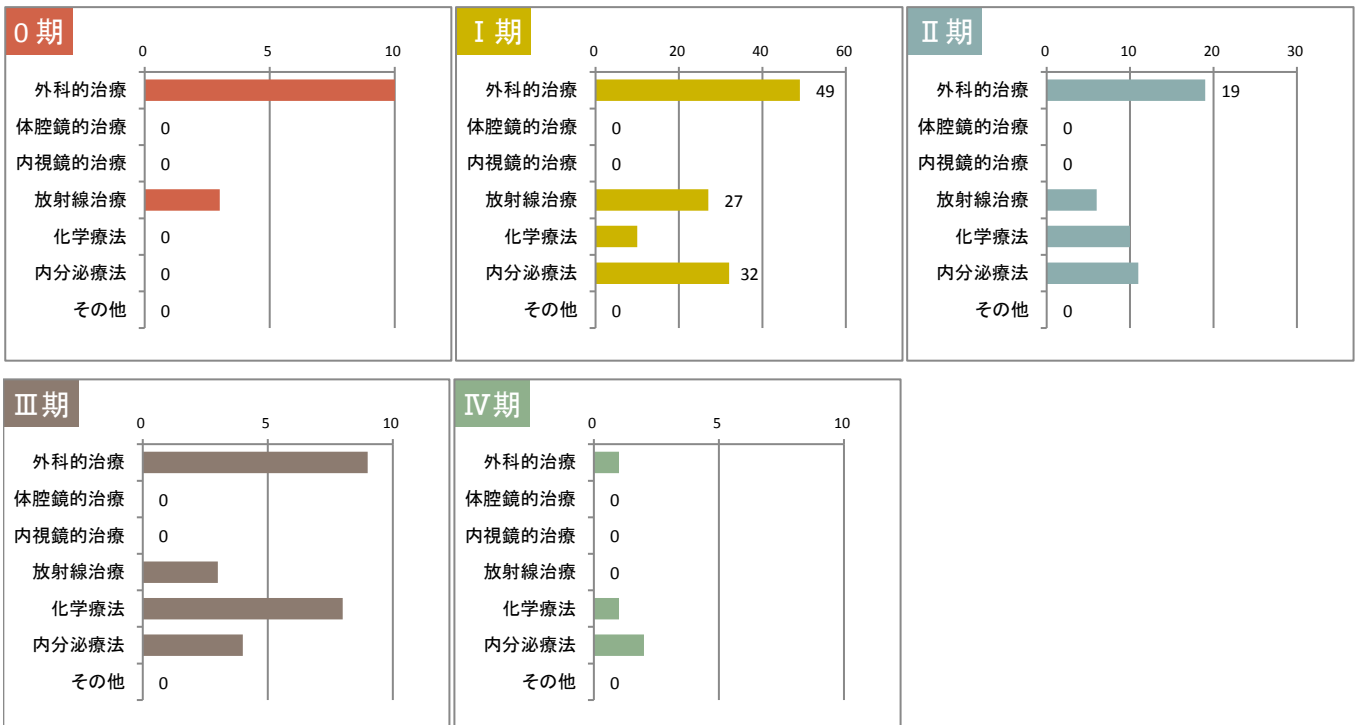 0期
0 5 10
外科的治療
体腔鏡的治療 0
内視鏡的治療 0
放射線治療
化学療法 0
内分泌療法 0
その他 0
Ⅰ期
0 20 40 60
外科的治療 49
体腔鏡的治療 0
内視鏡的治療 0
放射線治療 27
化学療法
内分泌療法 32
その他 0
Ⅱ期
0 10 20 30
外科的治療 19
体腔鏡的治療 0
内視鏡的治療 0
放射線治療
化学療法
内分泌療法
その他 0
Ⅲ期
0 5 10
外科的治療
体腔鏡的治療 0
内視鏡的治療 0
放射線治療
化学療法
内分泌療法
その他 0
Ⅳ期
0 5 10
外科的治療
体腔鏡的治療 0
内視鏡的治療 0
放射線治療 0
化学療法
内分泌療法
その他 0